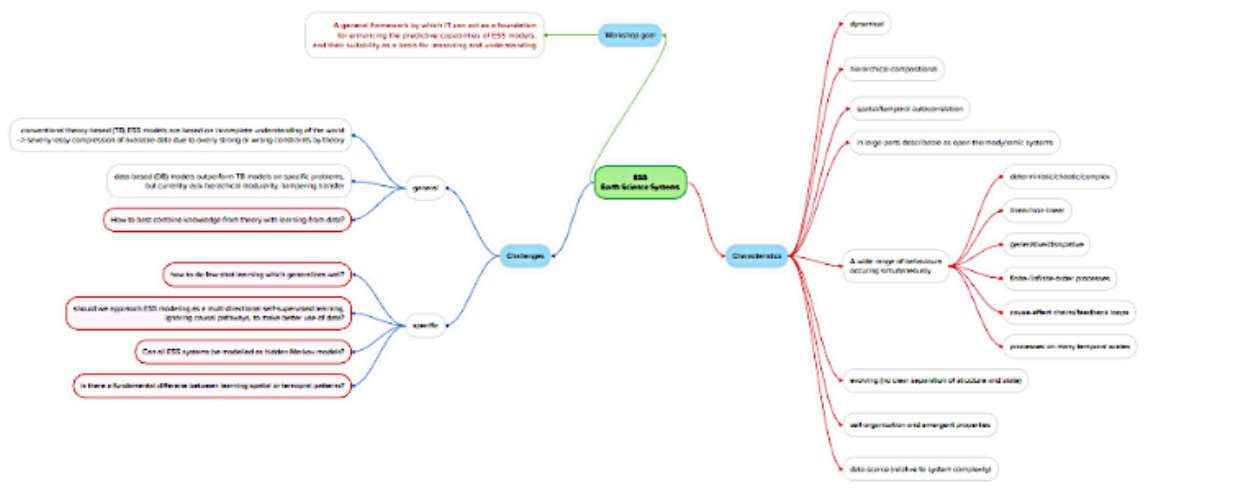 A general framework by which IT can act as a foundation
for enhancing the predictive capabilities of ESS models,
and their suitability as a basis for reasoning and understanding
Workshop goal
ESS
Earth Science Systems
Challenges
general
conventional theory-based (TB) ESS models are based on incomplete understanding of the world
-> severly lossy compression of available data due to overly strong or wrong constraints by theory
data-based (DB) models outperform TB models on specific problems,
but currently lack hierachical modularity, hampering transfer
How to best combine knowledge from theory with learning from data?
specific
how to do few-shot learning which generalizes well?
should we approach ESS modeling as a multi-directional self-supervised learning,
ignoring causal pathways, to make better use of data?
Can all ESS systems be modelled as hidden Markov models?
Is there a fundamental difference between learning spatial or temporal patterns?
Characteristics
dynamical
hierarchical compositional
spatial/temporal autocorrelation
in large parts describable as open thermodynamic systems
A wide range of behaviours
occuring simultaneously
deterministic/chaotic/complex
linear/non-linear
generative/dissipative
finite-/infinite-order processes
cause-effect chains/feedback loops
processes on many temporal scales
evolving (no clear separation of structure and state)
self-organisation and emergent properties
data-scarce (relative to system complexity)